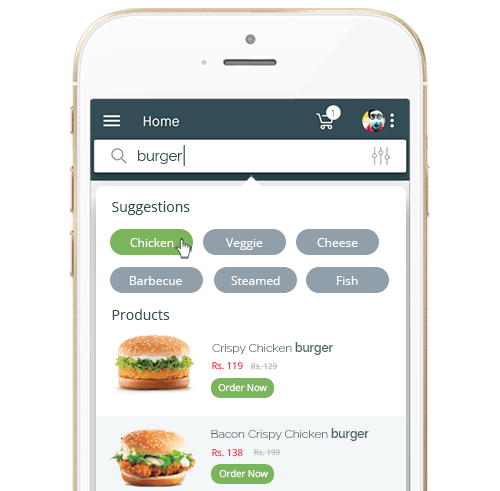 Home
1
burger
Suggestions
Chicken Veggie Cheese
Barbecue Steamed Fish
Products
Crispy Chicken burger
Rs. 119 Rs. 129
Order Now
Bacon Crispy Chicken burger
Rs. 138 Rs. 199
Order Now